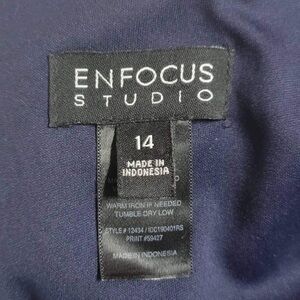 ENFOCUS
STUDIO
14
MADE IN
INDONESIA
WARM IRON IF NEEDED
TUMBLE DRY LOW
STYLE # 12434 / IDG190401RS
PRINT #59427
MADE IN INDONESIA